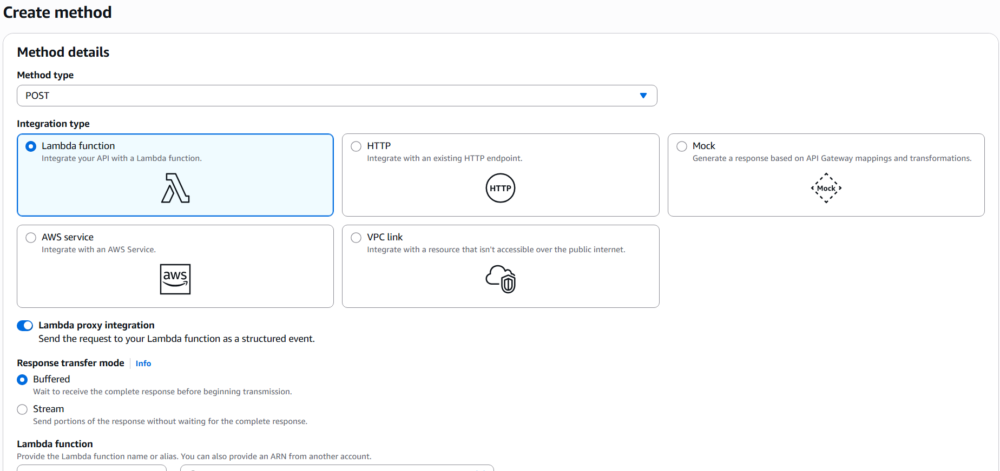 Create method
Method details
Method type
POST
Integration type
Lambda function
Integrate your API with a Lambda function.
HTTP
Integrate with an existing HTTP endpoint.
HTTP
Mock
Generate a response based on API Gateway mappings and transformations.
Mock
AWS service
Integrate with an AWS Service.
aws
VPC link
Integrate with a resource that isn't accessible over the public internet.
Lambda proxy integration
Send the request to your Lambda function as a structured event.
Response transfer mode Info
Buffered
Wait to receive the complete response before beginning transmission.
Stream
Send portions of the response without waiting for the complete response.
Lambda function
Provide the Lambda function name or alias. You can also provide an ARN from another account.